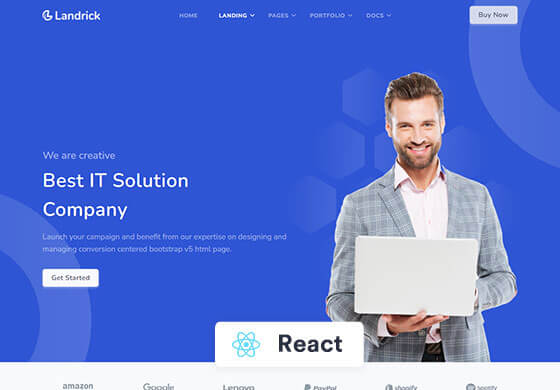 Landrick
HOME
LANDING
PAGES
PORTFOLIO
DOCS
Buy Now
We are creative
Best IT Solution
Company
Launch your campaign and benefit from our expertise on designing and
managing conversion centered bootstrap v5 html page.
Get Started
React
amazon
Google
Lenovo
PayPal
shopify
Spotify